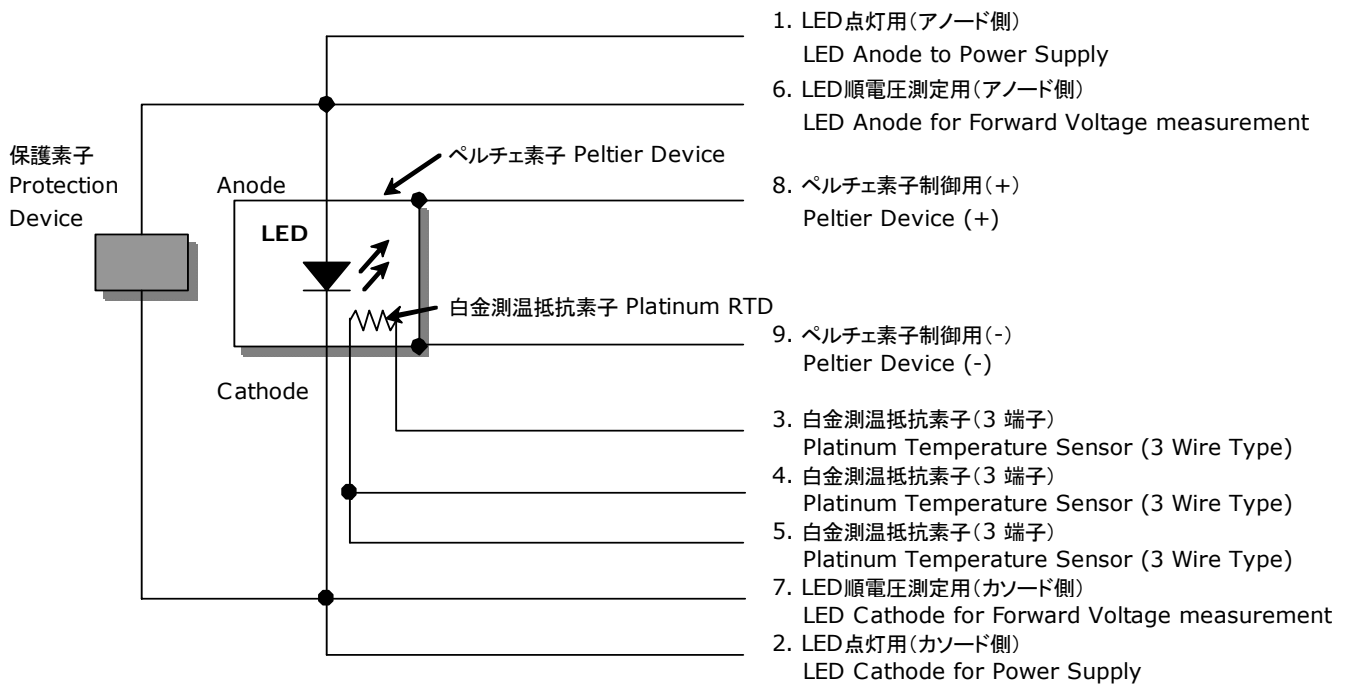 1. LED点灯用(アノード側)
LED Anode to Power Supply
6. LED順電圧測定用(アノード側)
LED Anode for Forward Voltage measurement
保護素子
Protection
Device
ペルチェ素子 Peltier Device
Anode
8. ペルチェ素子制御用(+)
Peltier Device (+)
LED
白金測温抵抗素子 Platinum RTD
9. ペルチェ素子制御用(-)
Peltier Device (-)
Cathode
3. 白金測温抵抗素子(3 端子)
Platinum Temperature Sensor (3 Wire Type)
4. 白金測温抵抗素子(3 端子)
Platinum Temperature Sensor (3 Wire Type)
5. 白金測温抵抗素子(3 端子)
Platinum Temperature Sensor (3 Wire Type)
7. LED順電圧測定用(カソード側)
LED Cathode for Forward Voltage measurement
2. LED点灯用(カソード側)
LED Cathode for Power Supply